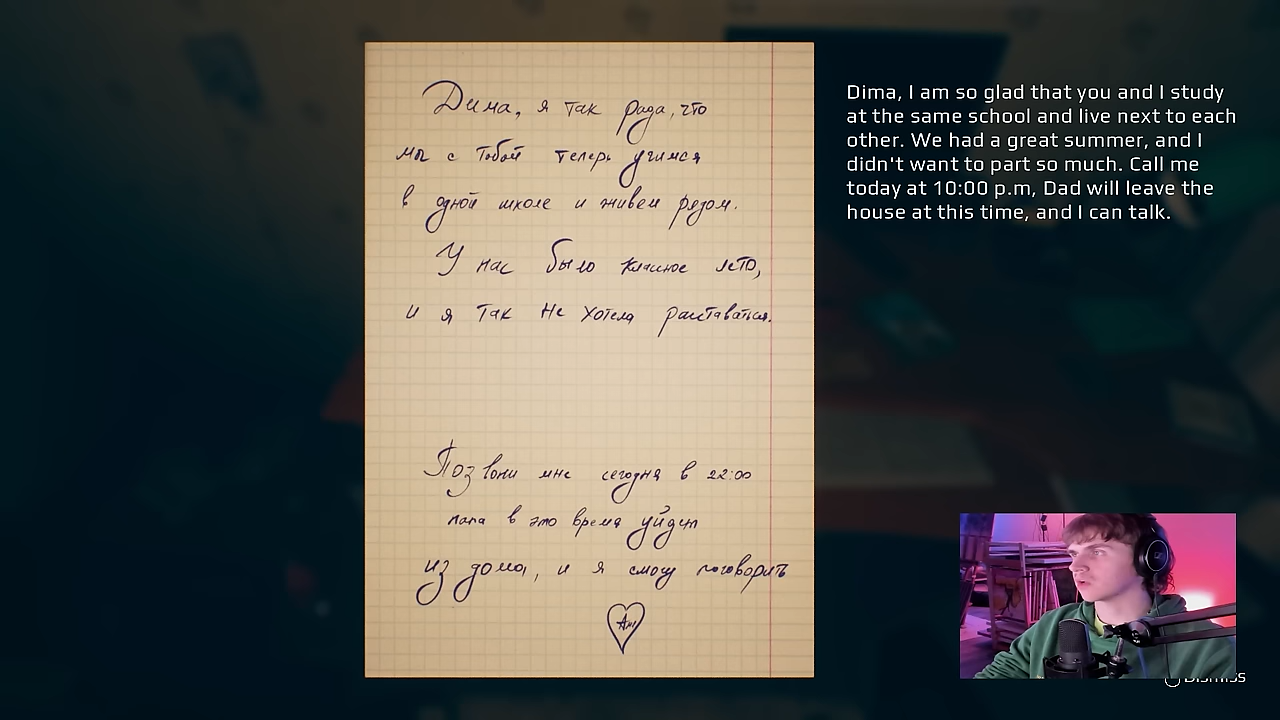 Дима, я так рада, что
мы с тобой теперь учимся
в одной школе и живем рядом.
У нас было классное лето,
и я так не хотела расставаться.
Позвони мне сегодня в 22:00
папа в это время уйдет
из дома, и я смогу поговорить
Dima, I am so glad that you and I study
at the same school and live next to each
other. We had a great summer, and I
didn't want to part so much. Call me
today at 10:00 p.m, Dad will leave the
house at this time, and I can talk.
Dismiss